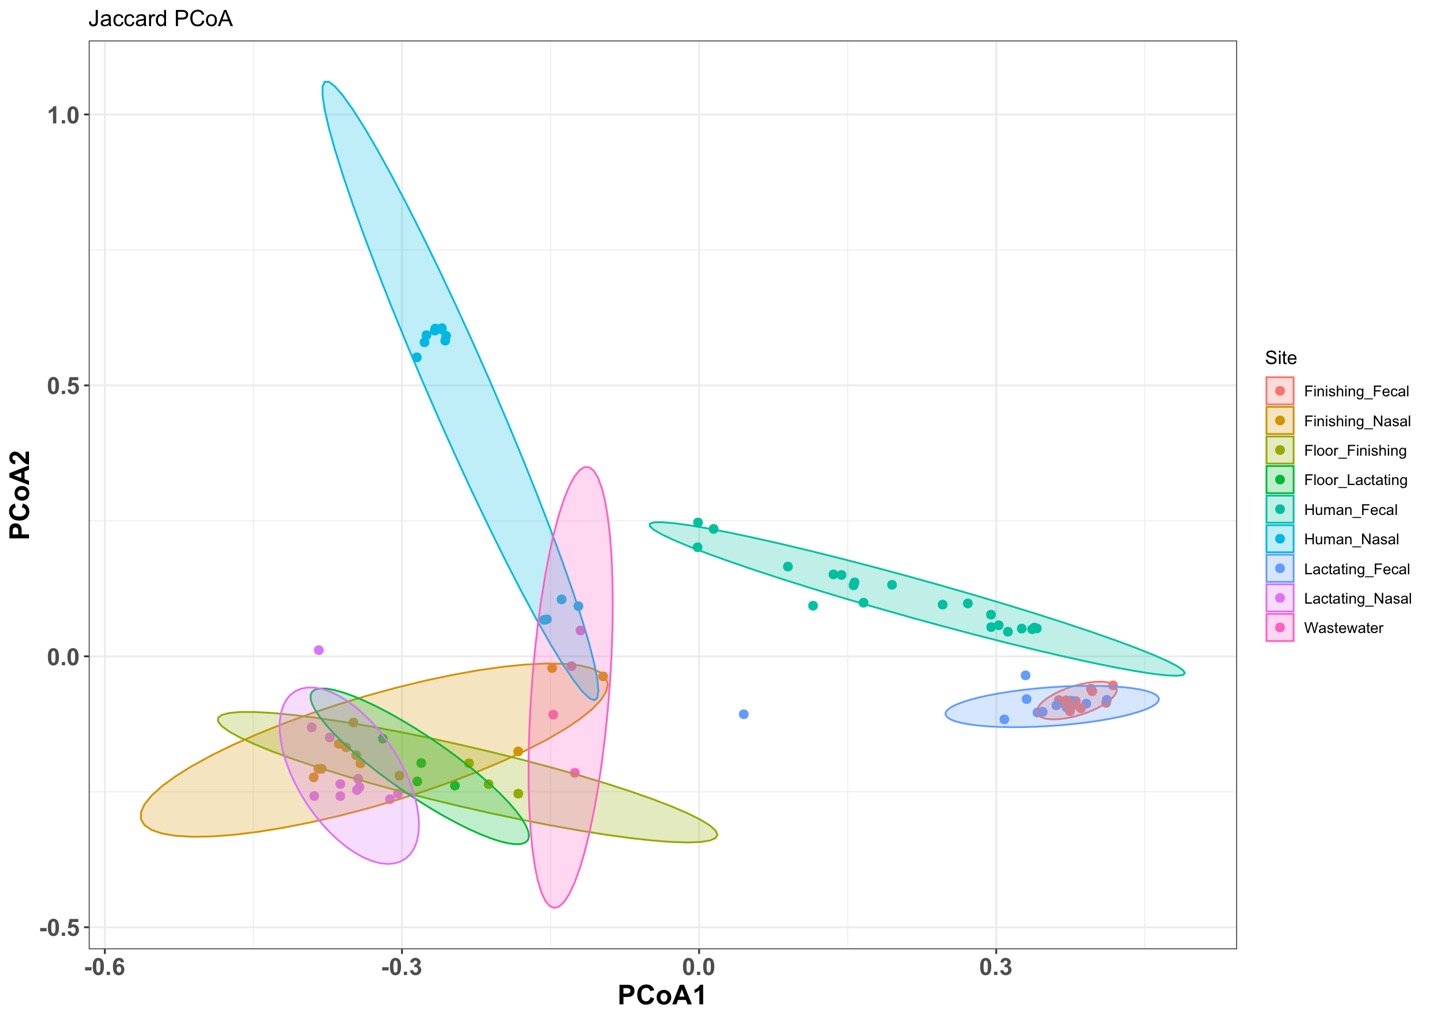 Jaccard PCoA
1.0
0.5
0.0
-0.5
PCoA2
-0.6
-0.3
0.0
0.3
PCoA1
Site
Finishing_Fecal
Finishing_Nasal
Floor_Finishing
Floor_Lactating
Human_Fecal
Human_Nasal
Lactating_Fecal
Lactating_Nasal
Wastewater